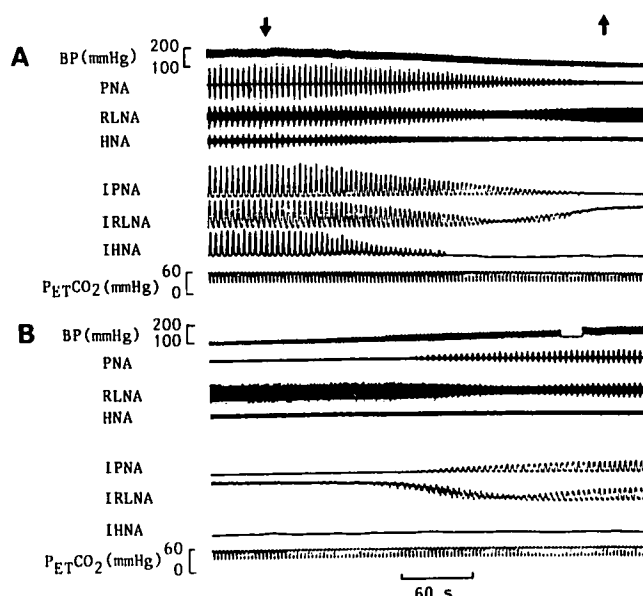 A
BP(mmHg) 200
100
PNA
RLNA
HNA
IPNA
IRLNA
IHNA
PETCO2(mmHg) 60
0
B
BP(mmHg) 200
100
PNA
RLNA
HNA
IPNA
IRLNA
IHNA
PETCO2(mmHg) 60
0
60 s